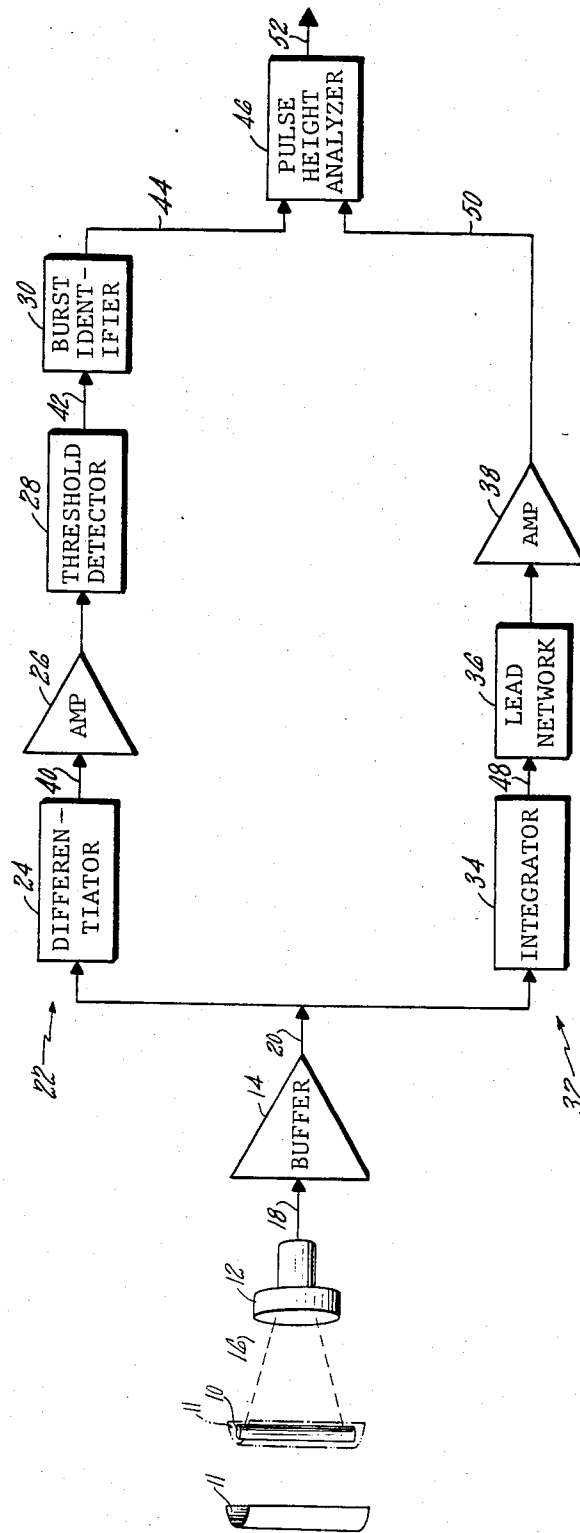 11
11
10
16
12
18
14
BUFFER
20
22
24
DIFFEREN-
TIATOR
40
26
AMP
28
THRESHOLD
DETECTOR
42
30
BURST
IDENT-
IFIER
44
32
34
INTEGRATOR
48
36
LEAD
NETWORK
38
AMP
50
46
PULSE
HEIGHT
ANALYZER
52